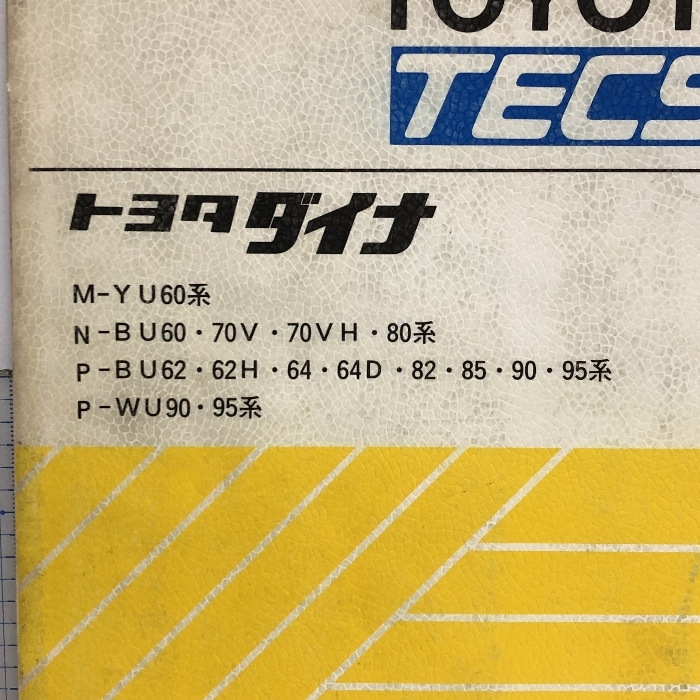 TOYOT
TECS
トヨタ ダイナ
M-YU60系
N-BU60・70V・70VH・80系
P-BU62・62H・64・64D・82・85・90・95系
P-WU90・95系